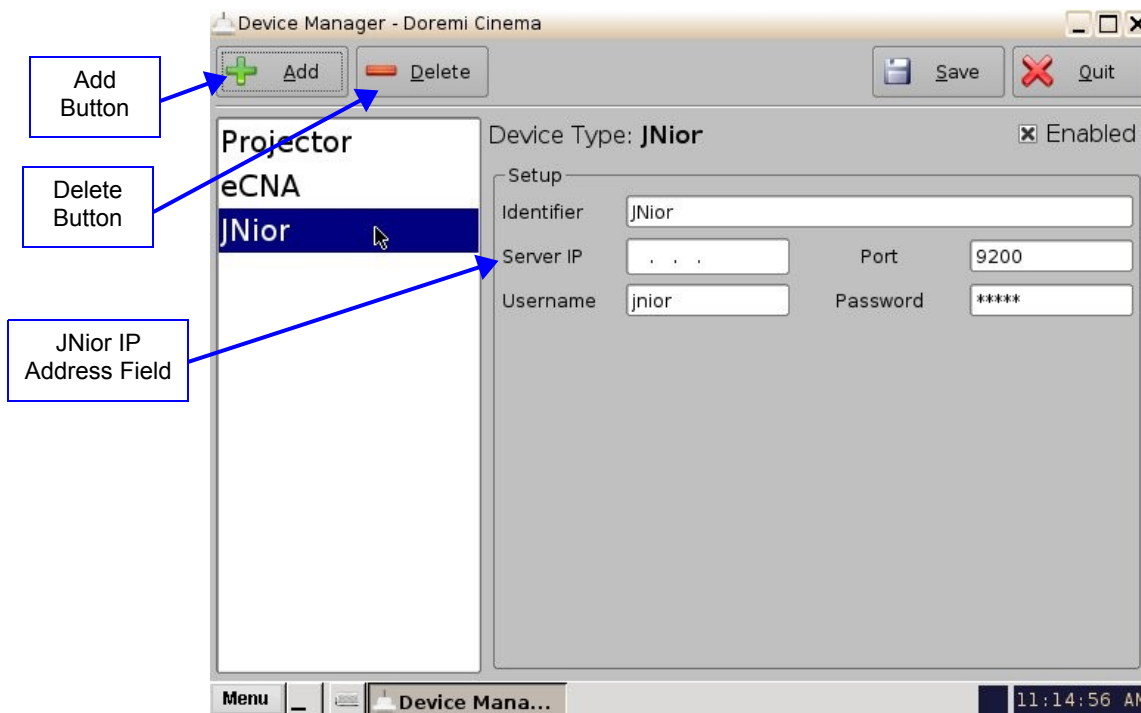 Device Manager - Doremi Cinema
Add
Button
Add
Delete
Save
Quit
Delete
Button
Projector
eCNA
JNior
Device Type: JNior
Enabled
Setup
Identifier JNior
Server IP . . . Port 9200
Username jnior Password *****
JNior IP
Address Field
Menu
Device Mana...
11:14:56 AM